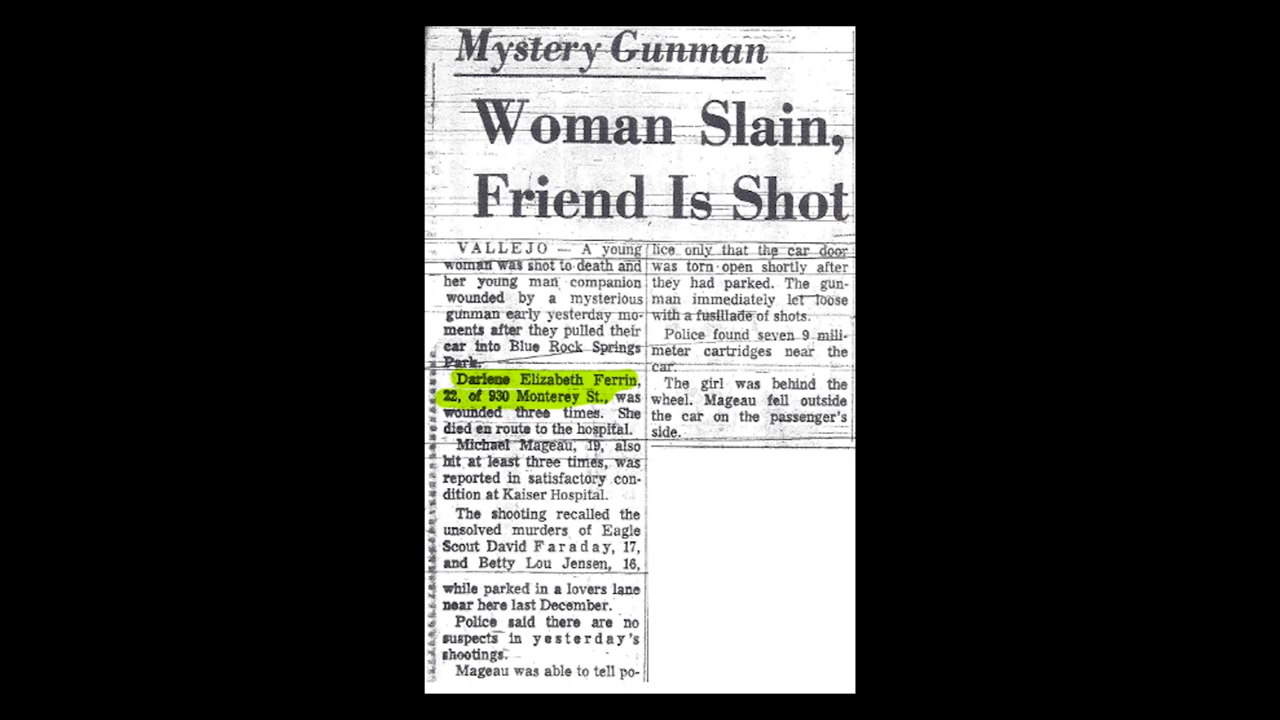 Mystery Gunman
Woman Slain,
Friend Is Shot
VALLEJO — A young
woman was shot to death and
her young man companion
wounded by a mysterious
gunman early yesterday mo-
ments after they pulled their
car into Blue Rock Springs
Park.
Darlene Elizabeth Ferrin,
22, of 930 Monterey St., was
wounded three times. She
died en route to the hospital.
Michael Mageau, 19, also
hit at least three times, was
reported in satisfactory con-
dition at Kaiser Hospital.
The shooting recalled the
unsolved murders of Eagle
Scout David Faraday, 17,
and Betty Lou Jensen, 16,
while parked in a lovers lane
near here last December.
Police said there are no
suspects in yesterday's
shootings.
Mageau was able to tell po-
lice only that the car door
was torn open shortly after
they had parked. The gun-
man immediately let loose
with a fusillade of shots.
Police found seven 9 mili-
meter cartridges near the
car.
The girl was behind the
wheel. Mageau fell outside
the car on the passenger's
side.